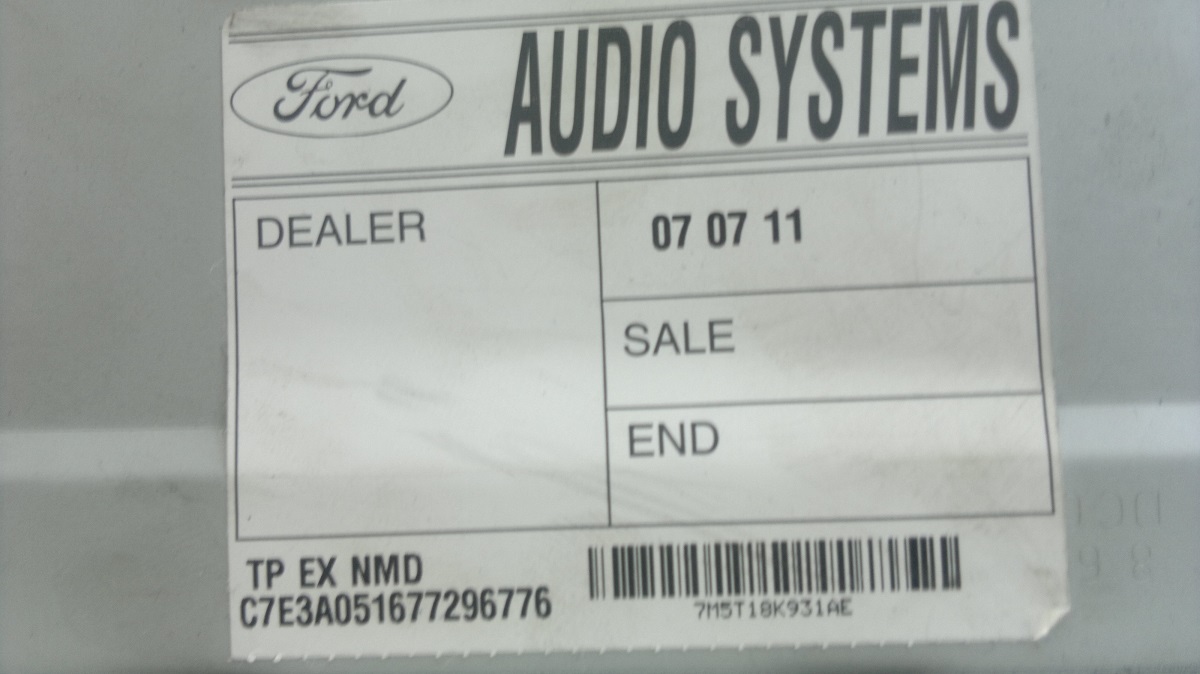 Ford
AUDIO SYSTEMS
DEALER
07 07 11
SALE
END
TP EX NMD
C7E3A051677296776
7M5T18K931AE